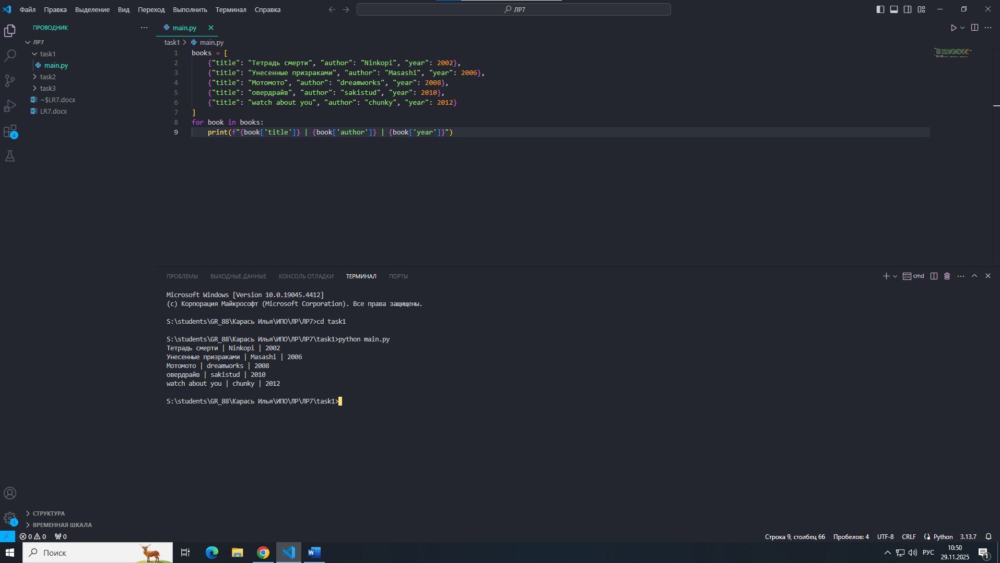 Файл Правка Выделение Вид Переход Выполнить Терминал Справка
ЛР7
ПРОВОДНИК
ЛР7
task1
main.py
task2
task3
~$LR7.docx
LR7.docx
4
main.py
task1 > main.py
1 books = [
2 {"title": "Тетрадь смерти", "author": "Ninkopi", "year": 2002},
3 {"title": "Унесенные призраками", "author": "Masashi", "year": 2006},
4 {"title": "Мотомото", "author": "dreamworks", "year": 2008},
5 {"title": "овердрайв", "author": "sakistud", "year": 2010},
6 {"title": "watch about you", "author": "chunky", "year": 2012}
7 ]
8 for book in books:
9 print(f"{book['title']} | {book['author']} | {book['year']}")
ПРОБЛЕМЫ ВЫХОДНЫЕ ДАННЫЕ КОНСОЛЬ ОТЛАДКИ ТЕРМИНАЛ ПОРТЫ
cmd
Microsoft Windows [Version 10.0.19045.4412]
(c) Корпорация Майкрософт (Microsoft Corporation). Все права защищены.
S:\students\GR_88\Карась Илья\ИПО\ЛР\ЛР7>cd task1
S:\students\GR_88\Карась Илья\ИПО\ЛР\ЛР7\task1>python main.py
Тетрадь смерти | Ninkopi | 2002
Унесенные призраками | Masashi | 2006
Мотомото | dreamworks | 2008
овердрайв | sakistud | 2010
watch about you | chunky | 2012
S:\students\GR_88\Карась Илья\ИПО\ЛР\ЛР7\task1>
СТРУКТУРА
1
ВРЕМЕННАЯ ШКАЛА
0 0 0
Строка 9, столбец 66 Пробелов: 4 UTF-8 CRLF Python 3.13.7
Поиск
РУС
10:50
29.11.2025
1